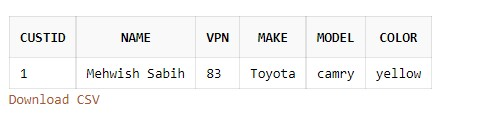 CUSTID NAME VPN MAKE MODEL COLOR
1 Mehwish Sabih 83 Toyota camry yellow
Download CSV